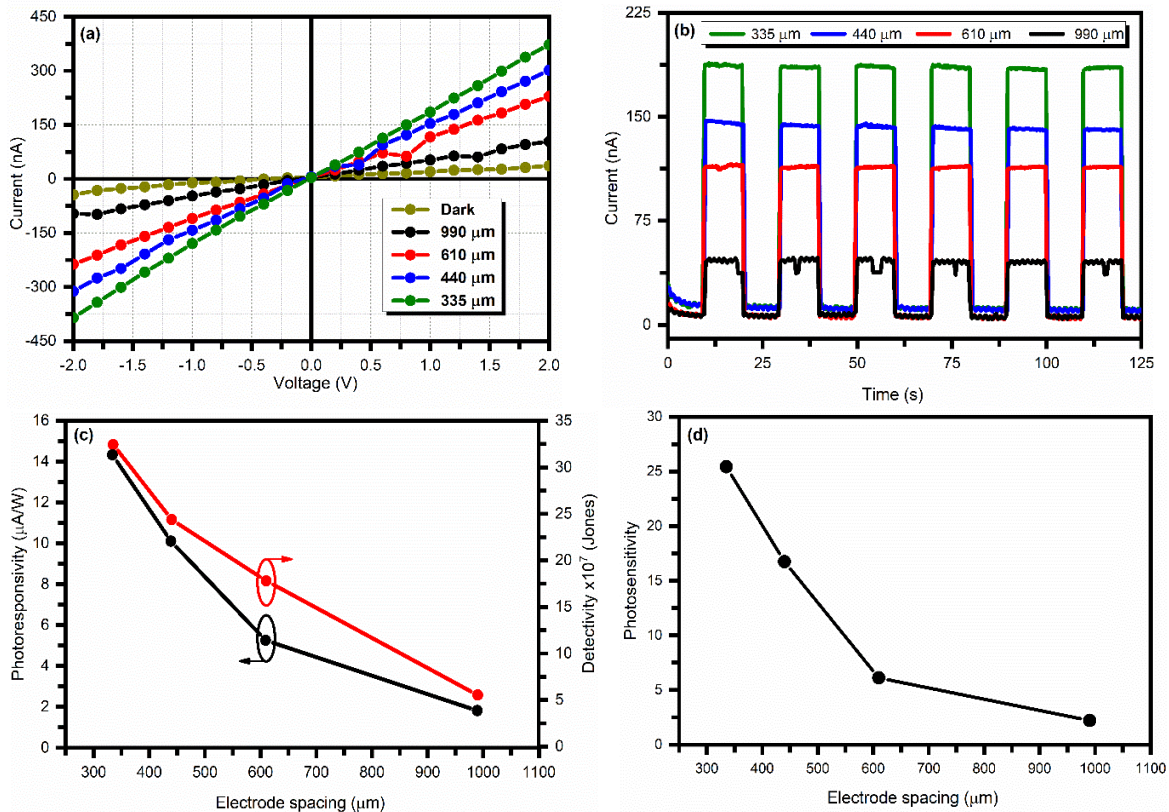 (a)
450
300
150
0
-150
-300
-450
Current (nA)
-2.0 -1.5 -1.0 -0.5 0.0 0.5 1.0 1.5 2.0
Voltage (V)
Dark
990 μm
610 μm
440 μm
335 μm
(b)
335 μm 440 μm 610 μm 990 μm
225
150
75
0
Current (nA)
0 25 50 75 100 125
Time (s)
(c)
16
14
12
10
8
6
4
2
0
Photoresponsivity (μA/W)
35
30
25
20
15
10
5
0
Detectivity x10⁷ (Jones)
300 400 500 600 700 800 900 1000 1100
Electrode spacing (μm)
(d)
30
25
20
15
10
5
0
Photosensitivity
300 400 500 600 700 800 900 1000 1100
Electrode spacing (μm)